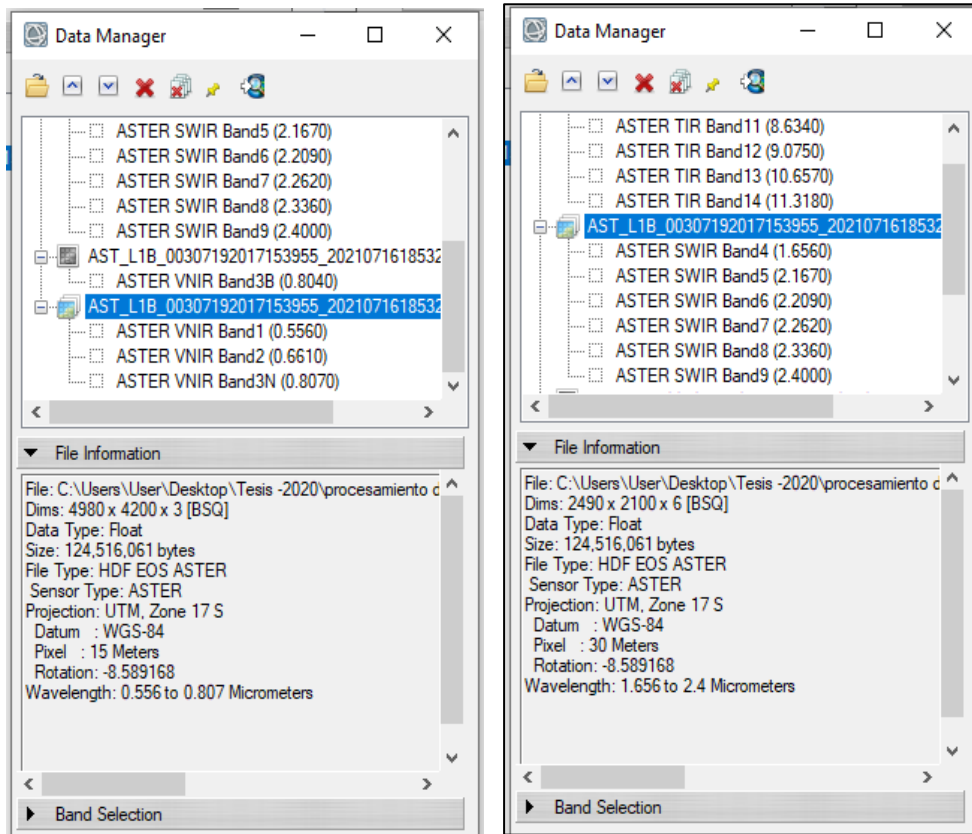 Data Manager
ASTER SWIR Band5 (2.1670)
ASTER SWIR Band6 (2.2090)
ASTER SWIR Band7 (2.2620)
ASTER SWIR Band8 (2.3360)
ASTER SWIR Band9 (2.4000)
AST_L1B_00307192017153955_2021071618532
ASTER VNIR Band3B (0.8040)
AST_L1B_00307192017153955_2021071618532
ASTER VNIR Band1 (0.5560)
ASTER VNIR Band2 (0.6610)
ASTER VNIR Band3N (0.8070)
File Information
File: C:\Users\User\Desktop\Tesis -2020\procesamiento d
Dims: 4980 x 4200 x 3 [BSQ]
Data Type: Float
Size: 124,516,061 bytes
File Type: HDF EOS ASTER
Sensor Type: ASTER
Projection: UTM, Zone 17 S
Datum : WGS-84
Pixel : 15 Meters
Rotation: -8.589168
Wavelength: 0.556 to 0.807 Micrometers
Band Selection
Data Manager
ASTER TIR Band11 (8.6340)
ASTER TIR Band12 (9.0750)
ASTER TIR Band13 (10.6570)
ASTER TIR Band14 (11.3180)
AST_L1B_00307192017153955_2021071618532
ASTER SWIR Band4 (1.6560)
ASTER SWIR Band5 (2.1670)
ASTER SWIR Band6 (2.2090)
ASTER SWIR Band7 (2.2620)
ASTER SWIR Band8 (2.3360)
ASTER SWIR Band9 (2.4000)
File Information
File: C:\Users\User\Desktop\Tesis -2020\procesamiento d
Dims: 2490 x 2100 x 6 [BSQ]
Data Type: Float
Size: 124,516,061 bytes
File Type: HDF EOS ASTER
Sensor Type: ASTER
Projection: UTM, Zone 17 S
Datum : WGS-84
Pixel : 30 Meters
Rotation: -8.589168
Wavelength: 1.656 to 2.4 Micrometers
Band Selection